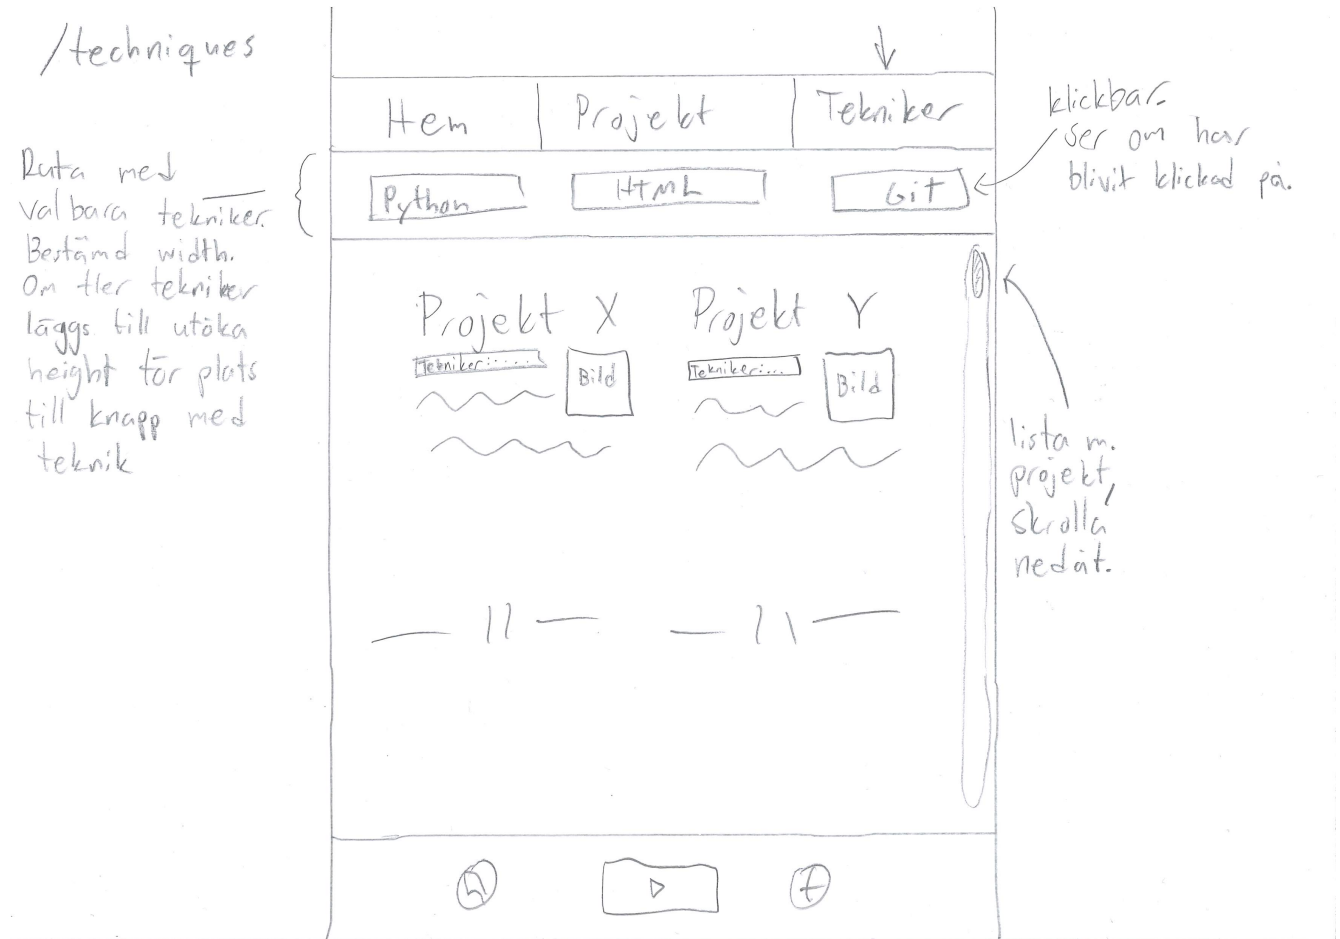 /techniques
Hem
Projekt
Tekniker
klickbar.
ser om har
blivit klickad på.
Python
HTML
Git
Ruta med
valbara tekniker.
Bestämd width.
Om fler tekniker
läggs till utöka
height för plats
till knapp med
teknik
Projekt X
Tekniker:.....
Bild
Projekt Y
Tekniker:...
Bild
lista m.
projekt,
skrolla
nedåt.